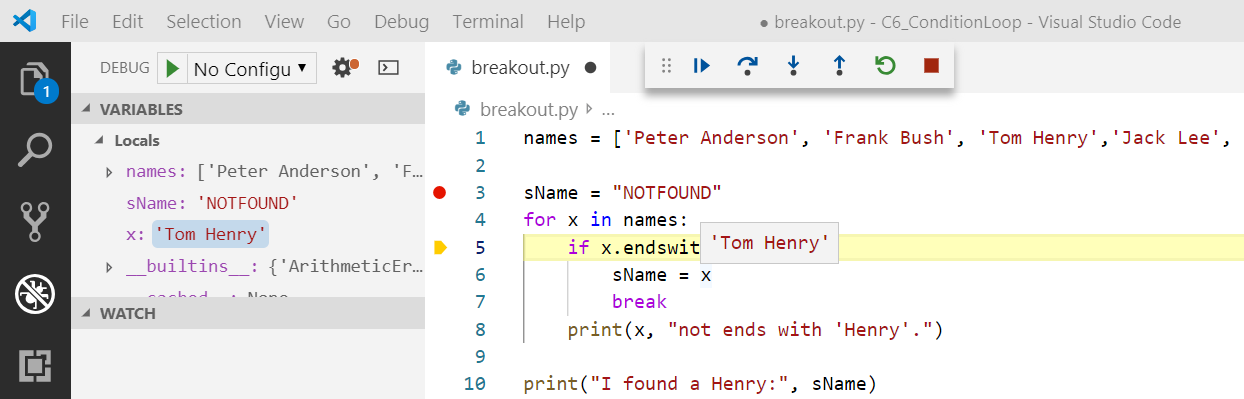 File Edit Selection View Go Debug Terminal Help ● breakout.py - C6_ConditionLoop - Visual Studio Code
1
DEBUG No Configu
breakout.py
VARIABLES
breakout.py ...
Locals
names: ['Peter Anderson', 'F...
sName: 'NOTFOUND'
x: 'Tom Henry'
__builtins__: {'ArithmeticEr...
__cached__: None
WATCH
1 names = ['Peter Anderson', 'Frank Bush', 'Tom Henry','Jack Lee',
2
3 sName = "NOTFOUND"
4 for x in names:
5 if x.endswit
'Tom Henry'
6 sName = x
7 break
8 print(x, "not ends with 'Henry'.")
9
10 print("I found a Henry:", sName)